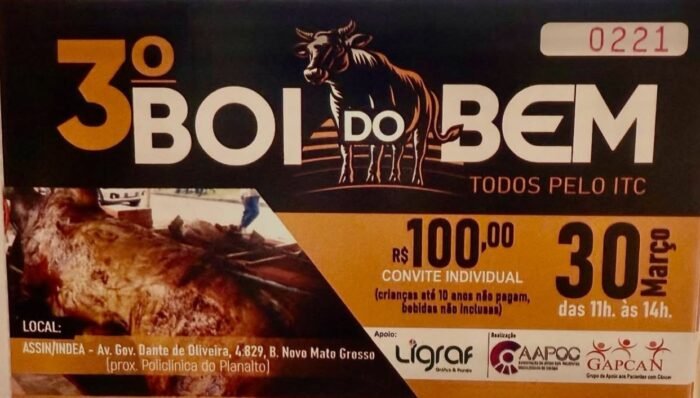 0221
3º BOI DO BEM
TODOS PELO ITC
R$ 100,00
CONVITE INDIVIDUAL
(crianças até 10 anos não pagam,
bebidas não inclusas)
30 Março
das 11h. às 14h.
LOCAL:
ASSIN/INDEA - Av. Gov. Dante de Oliveira, 4.829, B. Novo Mato Grosso
(prox. Policlínica do Planalto)
Apoio:
Ligraf
Gráfica & Editora
Realização
AAPOC
GAPCAN
Grupo de Apoio aos Pacientes com Câncer